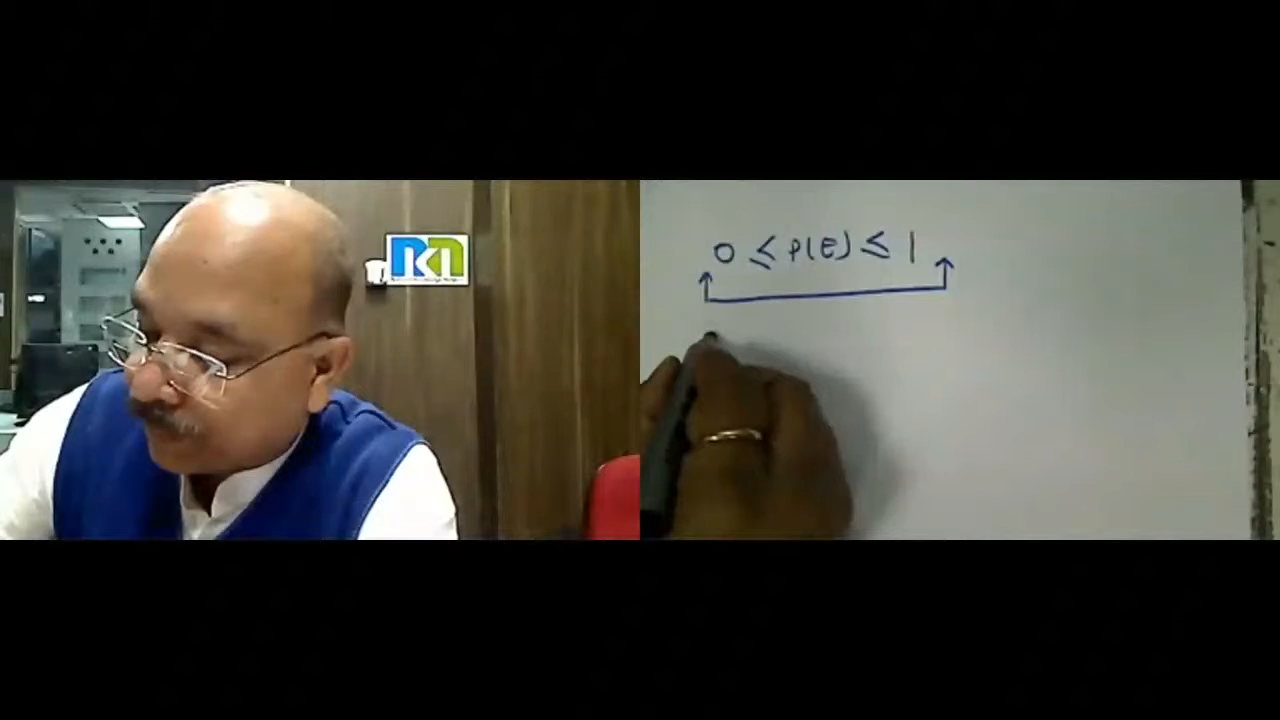 RKN
0 ≤ P(E) ≤ 1